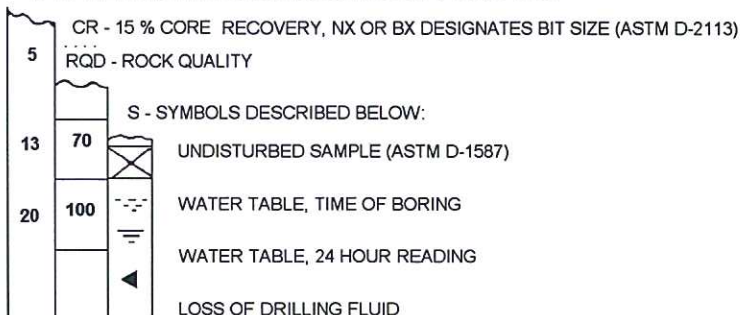 CR - 15 % CORE RECOVERY, NX OR BX DESIGNATES BIT SIZE (ASTM D-2113)
5 RQD - ROCK QUALITY
S - SYMBOLS DESCRIBED BELOW:
13 70 UNDISTURBED SAMPLE (ASTM D-1587)
20 100 WATER TABLE, TIME OF BORING
WATER TABLE, 24 HOUR READING
LOSS OF DRILLING FLUID